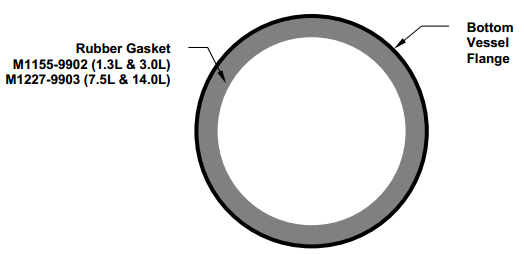 Rubber Gasket
M1155-9902 (1.3L & 3.0L)
M1227-9903 (7.5L & 14.0L)
Bottom
Vessel
Flange